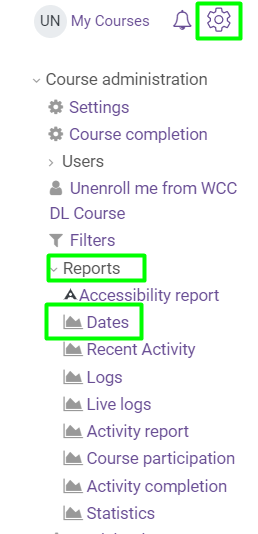 UN My Courses
Course administration
Settings
Course completion
Users
Unenroll me from WCC
DL Course
Filters
Reports
Accessibility report
Dates
Recent Activity
Logs
Live logs
Activity report
Course participation
Activity completion
Statistics